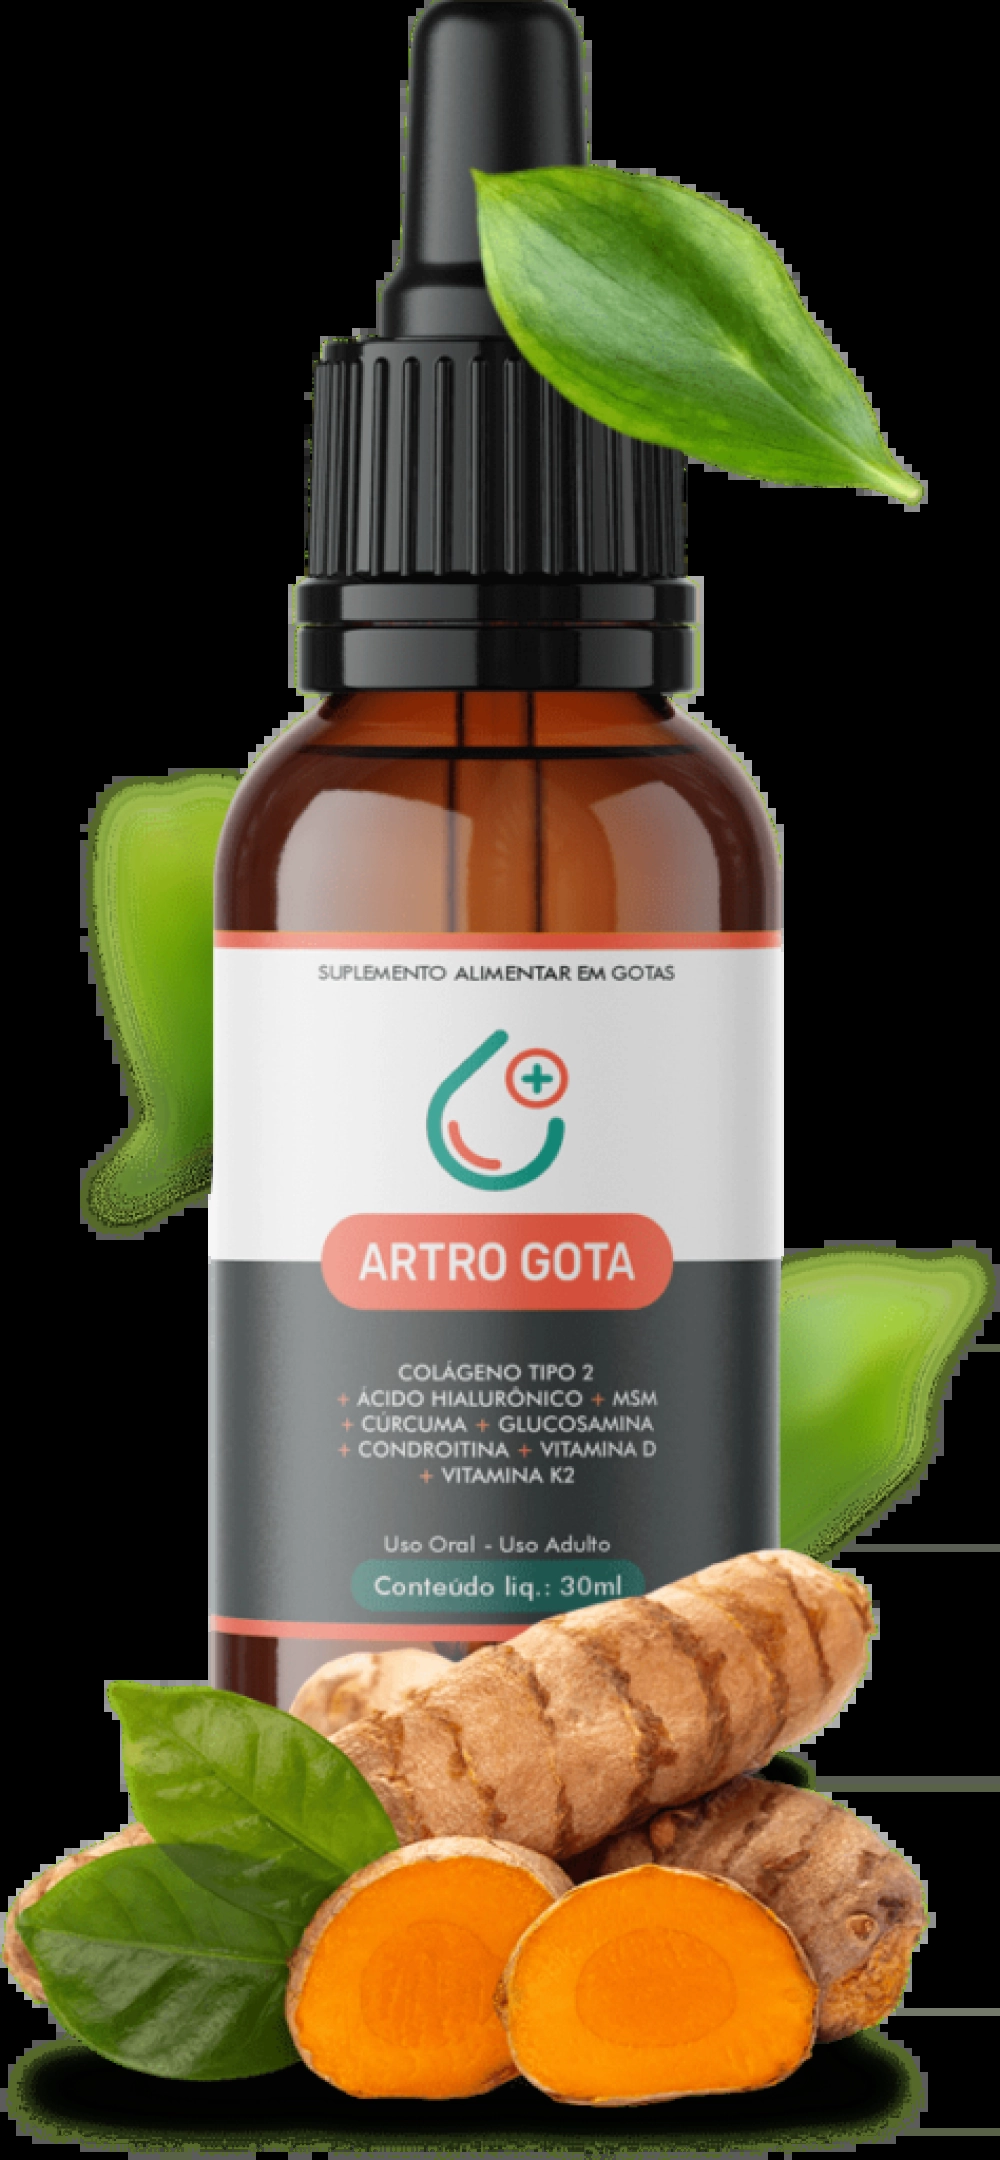 SUPLEMENTO ALIMENTAR EM GOTAS
ARTRO GOTA
COLÁGENO TIPO 2
+ ÁCIDO HIALURÔNICO + MSM
+ CÚRCUMA + GLUCOSAMINA
+ CONDROITINA + VITAMINA D
+ VITAMINA K2
Uso Oral - Uso Adulto
Conteúdo liq.: 30ml